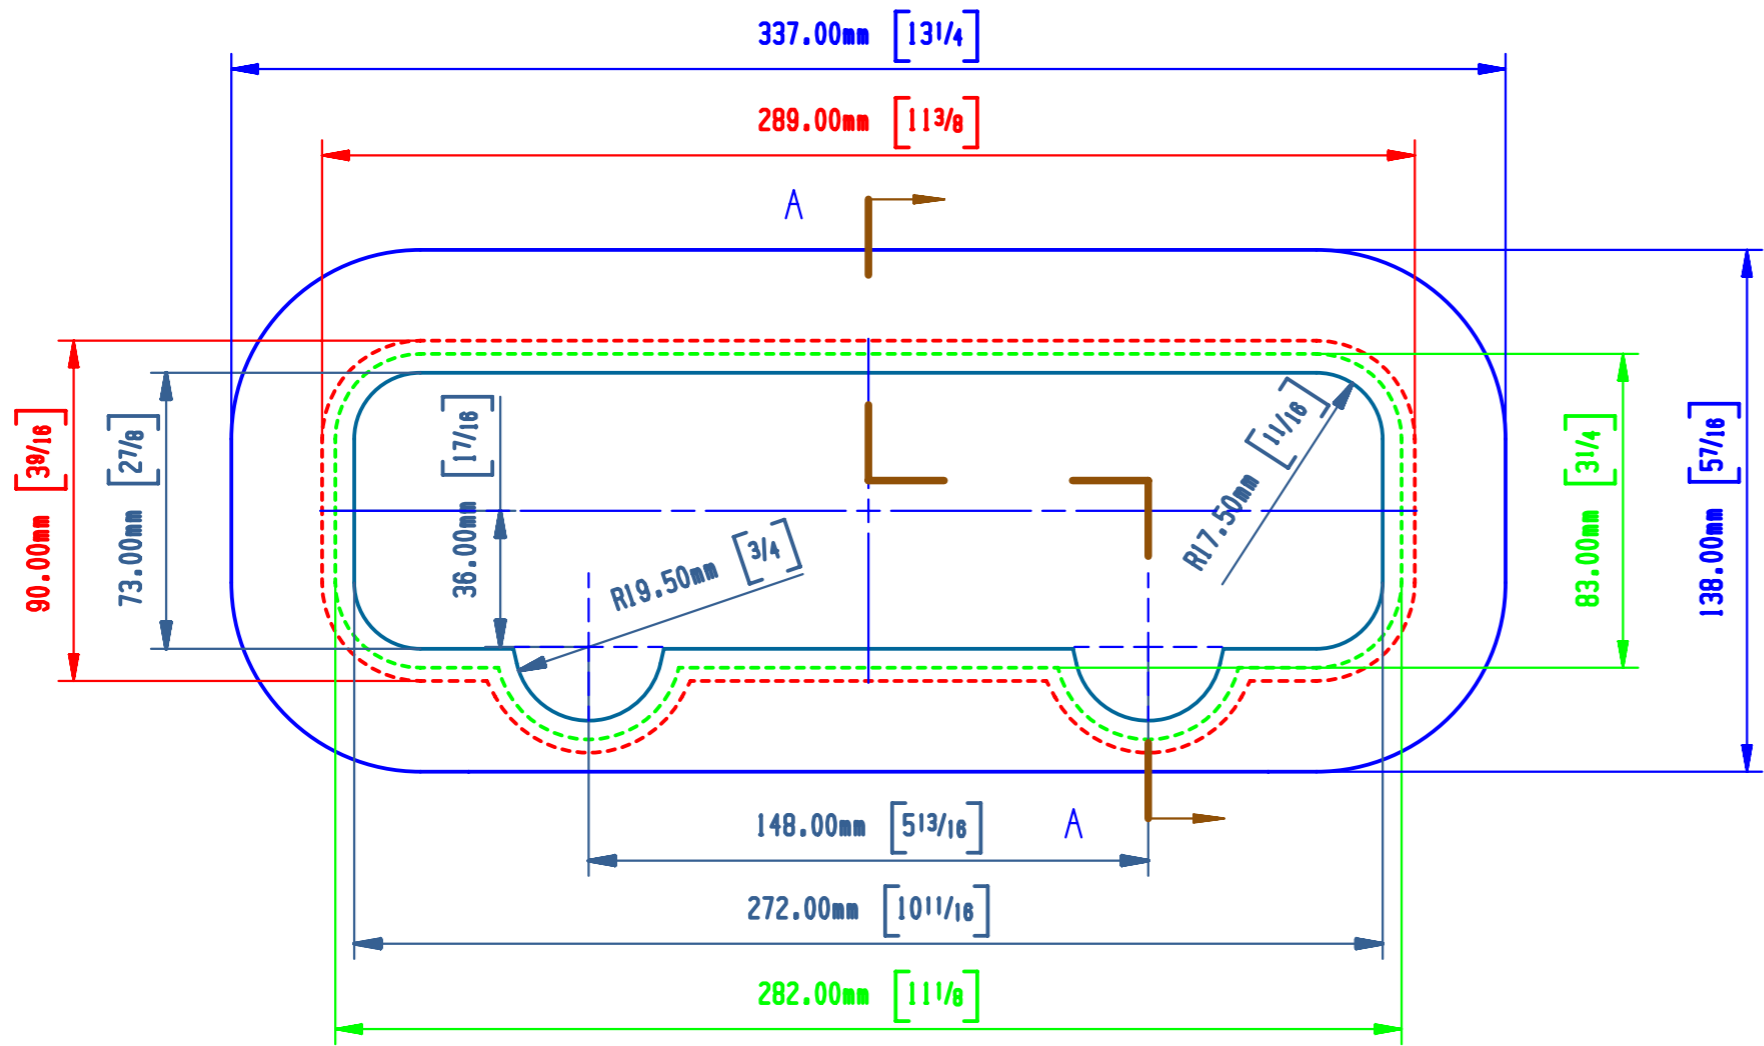 337.00mm [13 1/4]
289.00mm [11 3/8]
A
90.00mm [3 9/16]
73.00mm [2 7/8]
36.00mm [1 7/16]
R19.50mm [3/4]
R17.50mm [11/16]
83.00mm [3 1/4]
138.00mm [5 7/16]
148.00mm [5 13/16]
A
272.00mm [10 11/16]
282.00mm [11 1/8]